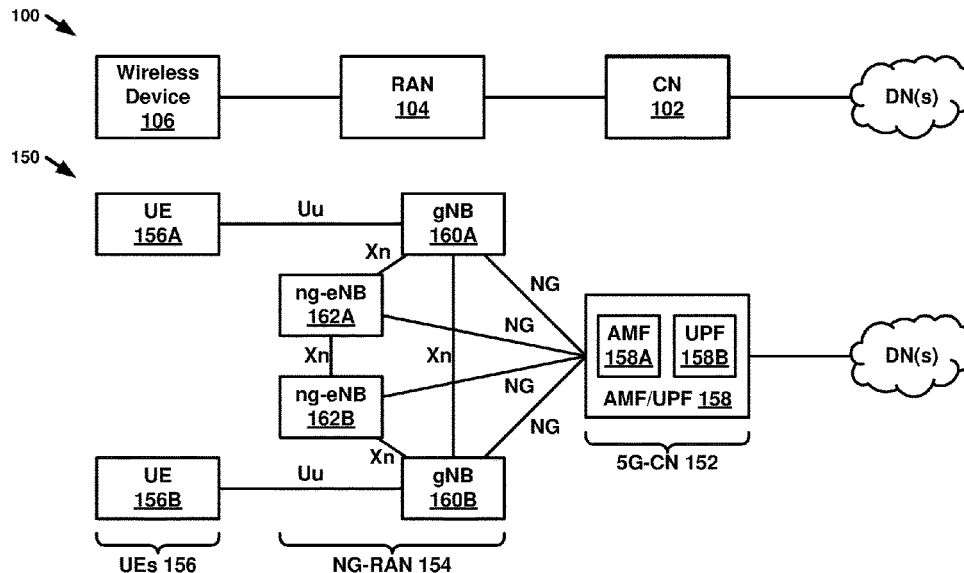 100
Wireless
Device
106
RAN
104
CN
102
DN(s)
150
UE
156A
Uu
gNB
160A
Xn
NG
ng-eNB
162A
NG
Xn
Xn
AMF
158A
UPF
158B
AMF/UPF 158
DN(s)
ng-eNB
162B
NG
NG
Xn
5G-CN 152
UE
156B
Uu
gNB
160B
UEs 156
NG-RAN 154